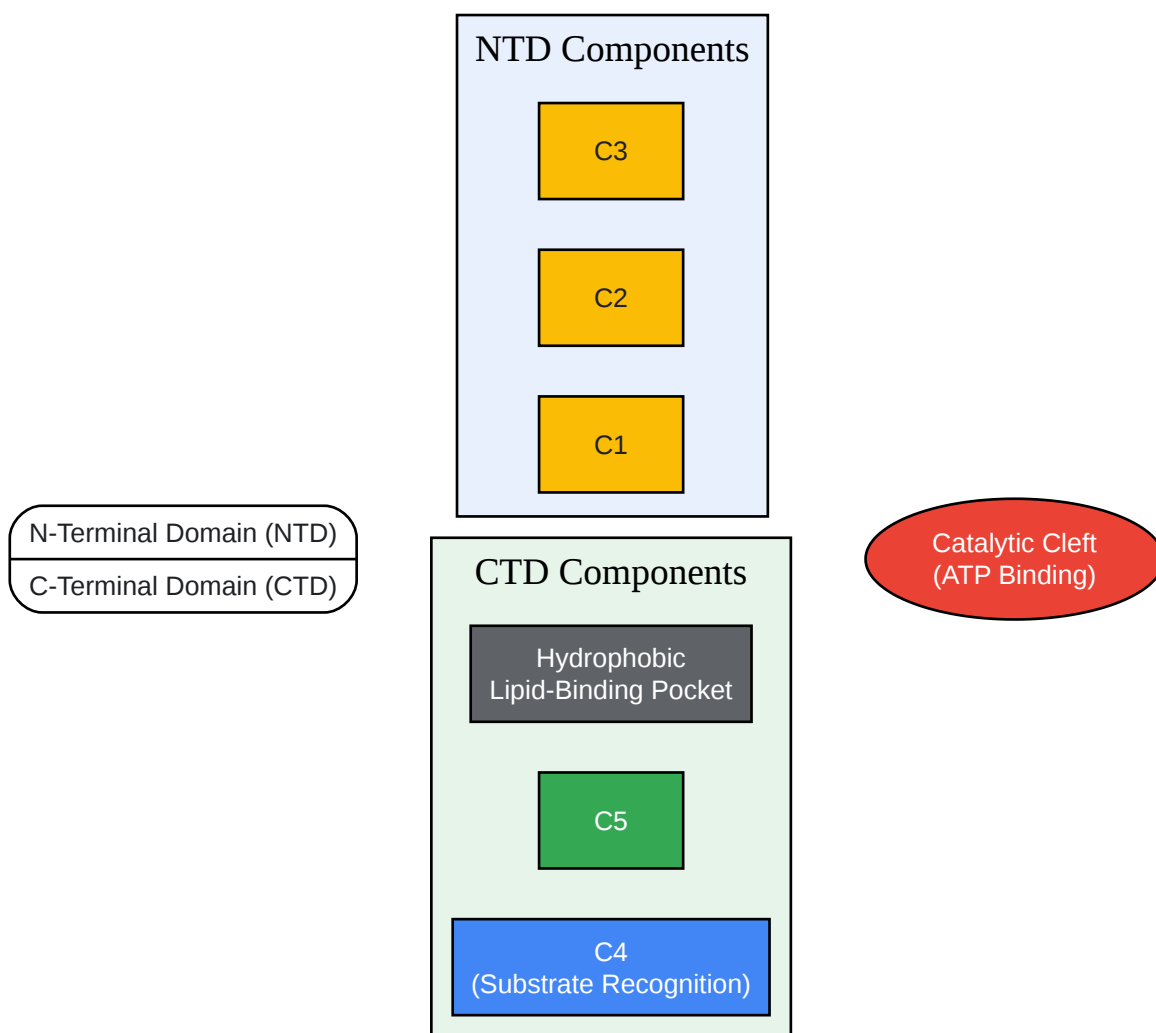 NTD Components
C3
C2
C1
N-Terminal Domain (NTD)
C-Terminal Domain (CTD)
Catalytic Cleft
(ATP Binding)
CTD Components
Hydrophobic
Lipid-Binding Pocket
C5
C4
(Substrate Recognition)